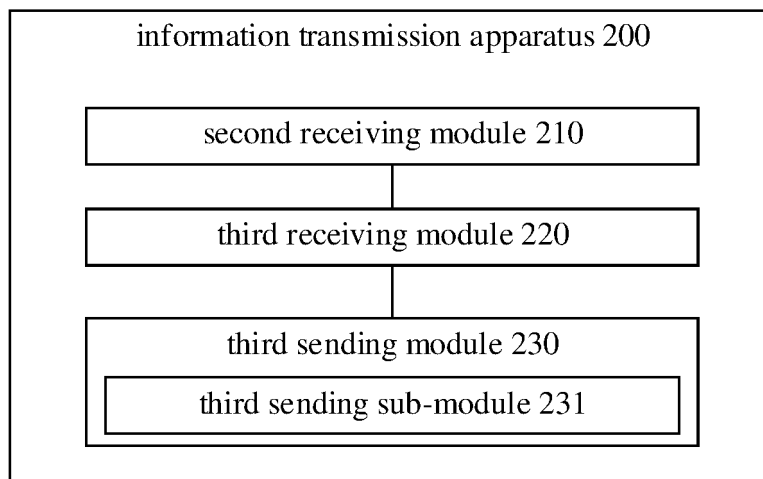 information transmission apparatus 200
second receiving module 210
third receiving module 220
third sending module 230
third sending sub-module 231